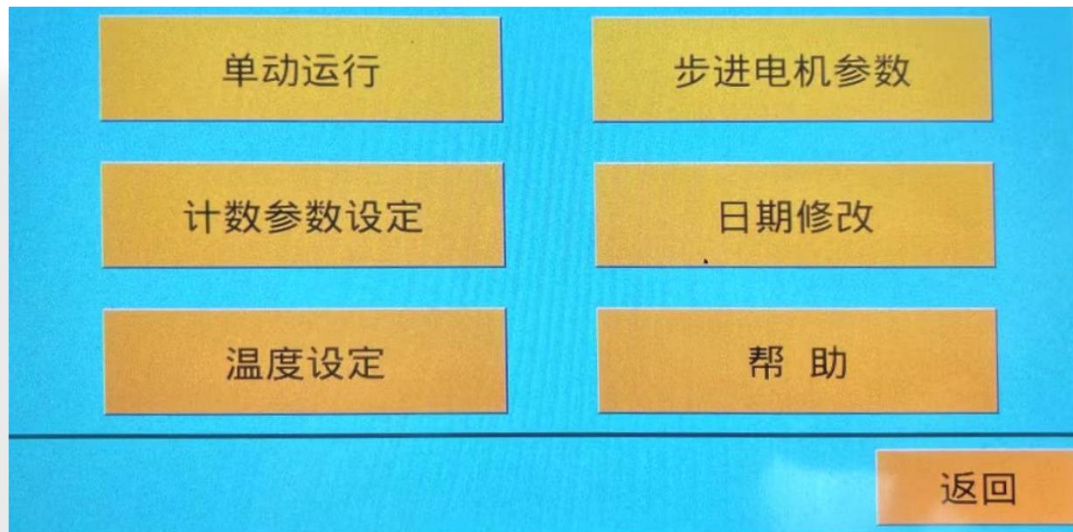 单动运行
步进电机参数
计数参数设定
日期修改
温度设定
帮 助
返回